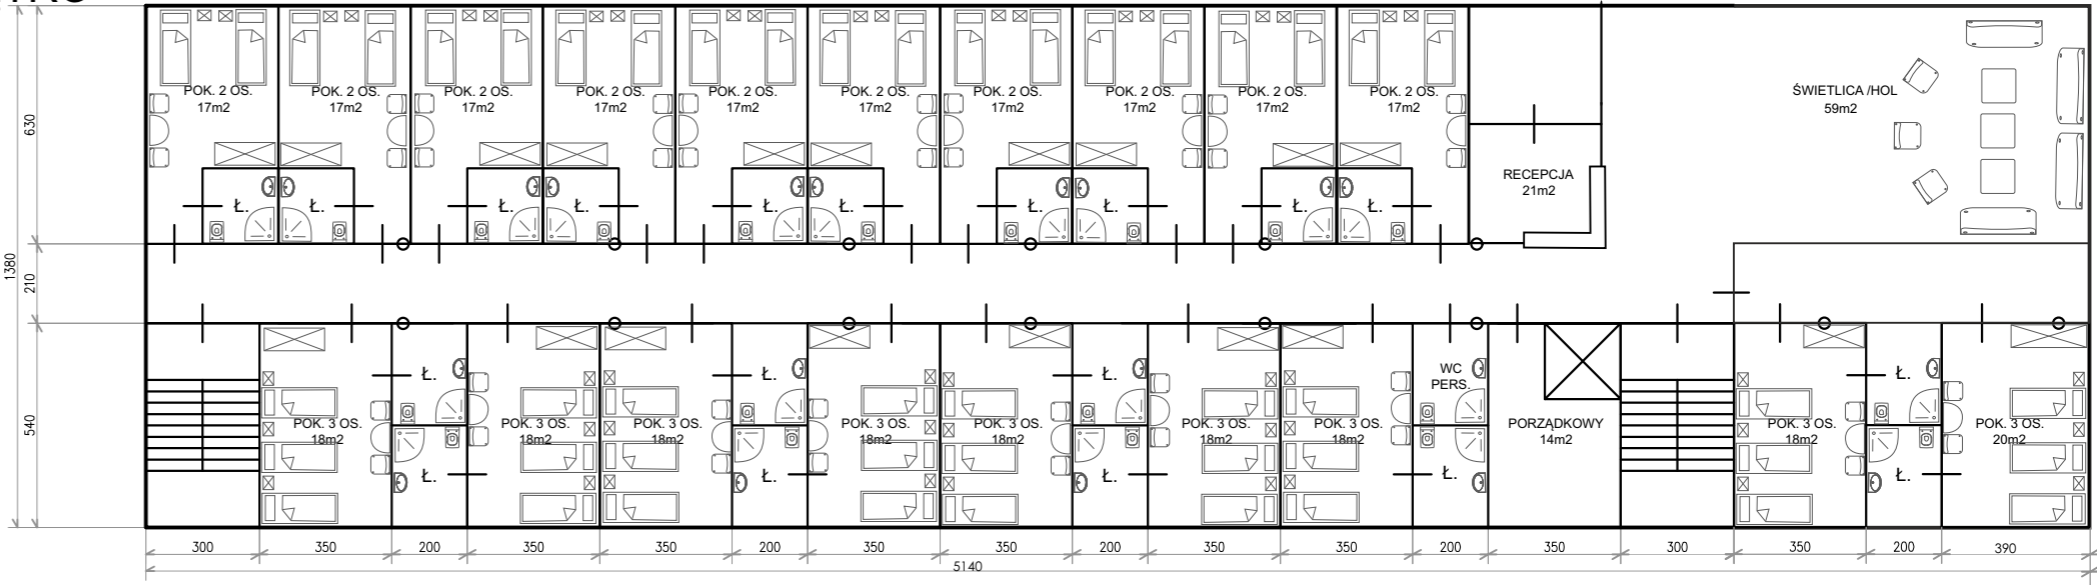 POK. 2 OS.
17m2
POK. 2 OS.
17m2
POK. 2 OS.
17m2
POK. 2 OS.
17m2
POK. 2 OS.
17m2
POK. 2 OS.
17m2
POK. 2 OS.
17m2
POK. 2 OS.
17m2
POK. 2 OS.
17m2
POK. 2 OS.
17m2
RECEPCJA
21m2
ŚWIETLICA /HOL
59m2
Ł.
Ł.
Ł.
Ł.
Ł.
Ł.
Ł.
Ł.
Ł.
Ł.
630
210
1380
540
Ł.
Ł.
Ł.
WC
PERS.
Ł.
POK. 3 OS.
18m2
POK. 3 OS.
18m2
POK. 3 OS.
18m2
POK. 3 OS.
18m2
POK. 3 OS.
18m2
POK. 3 OS.
18m2
POK. 3 OS.
18m2
PORZĄDKOWY
14m2
POK. 3 OS.
18m2
POK. 3 OS.
20m2
Ł.
Ł.
Ł.
Ł.
Ł.
300
350
200
350
350
200
350
350
200
350
350
200
350
300
350
200
390
5140